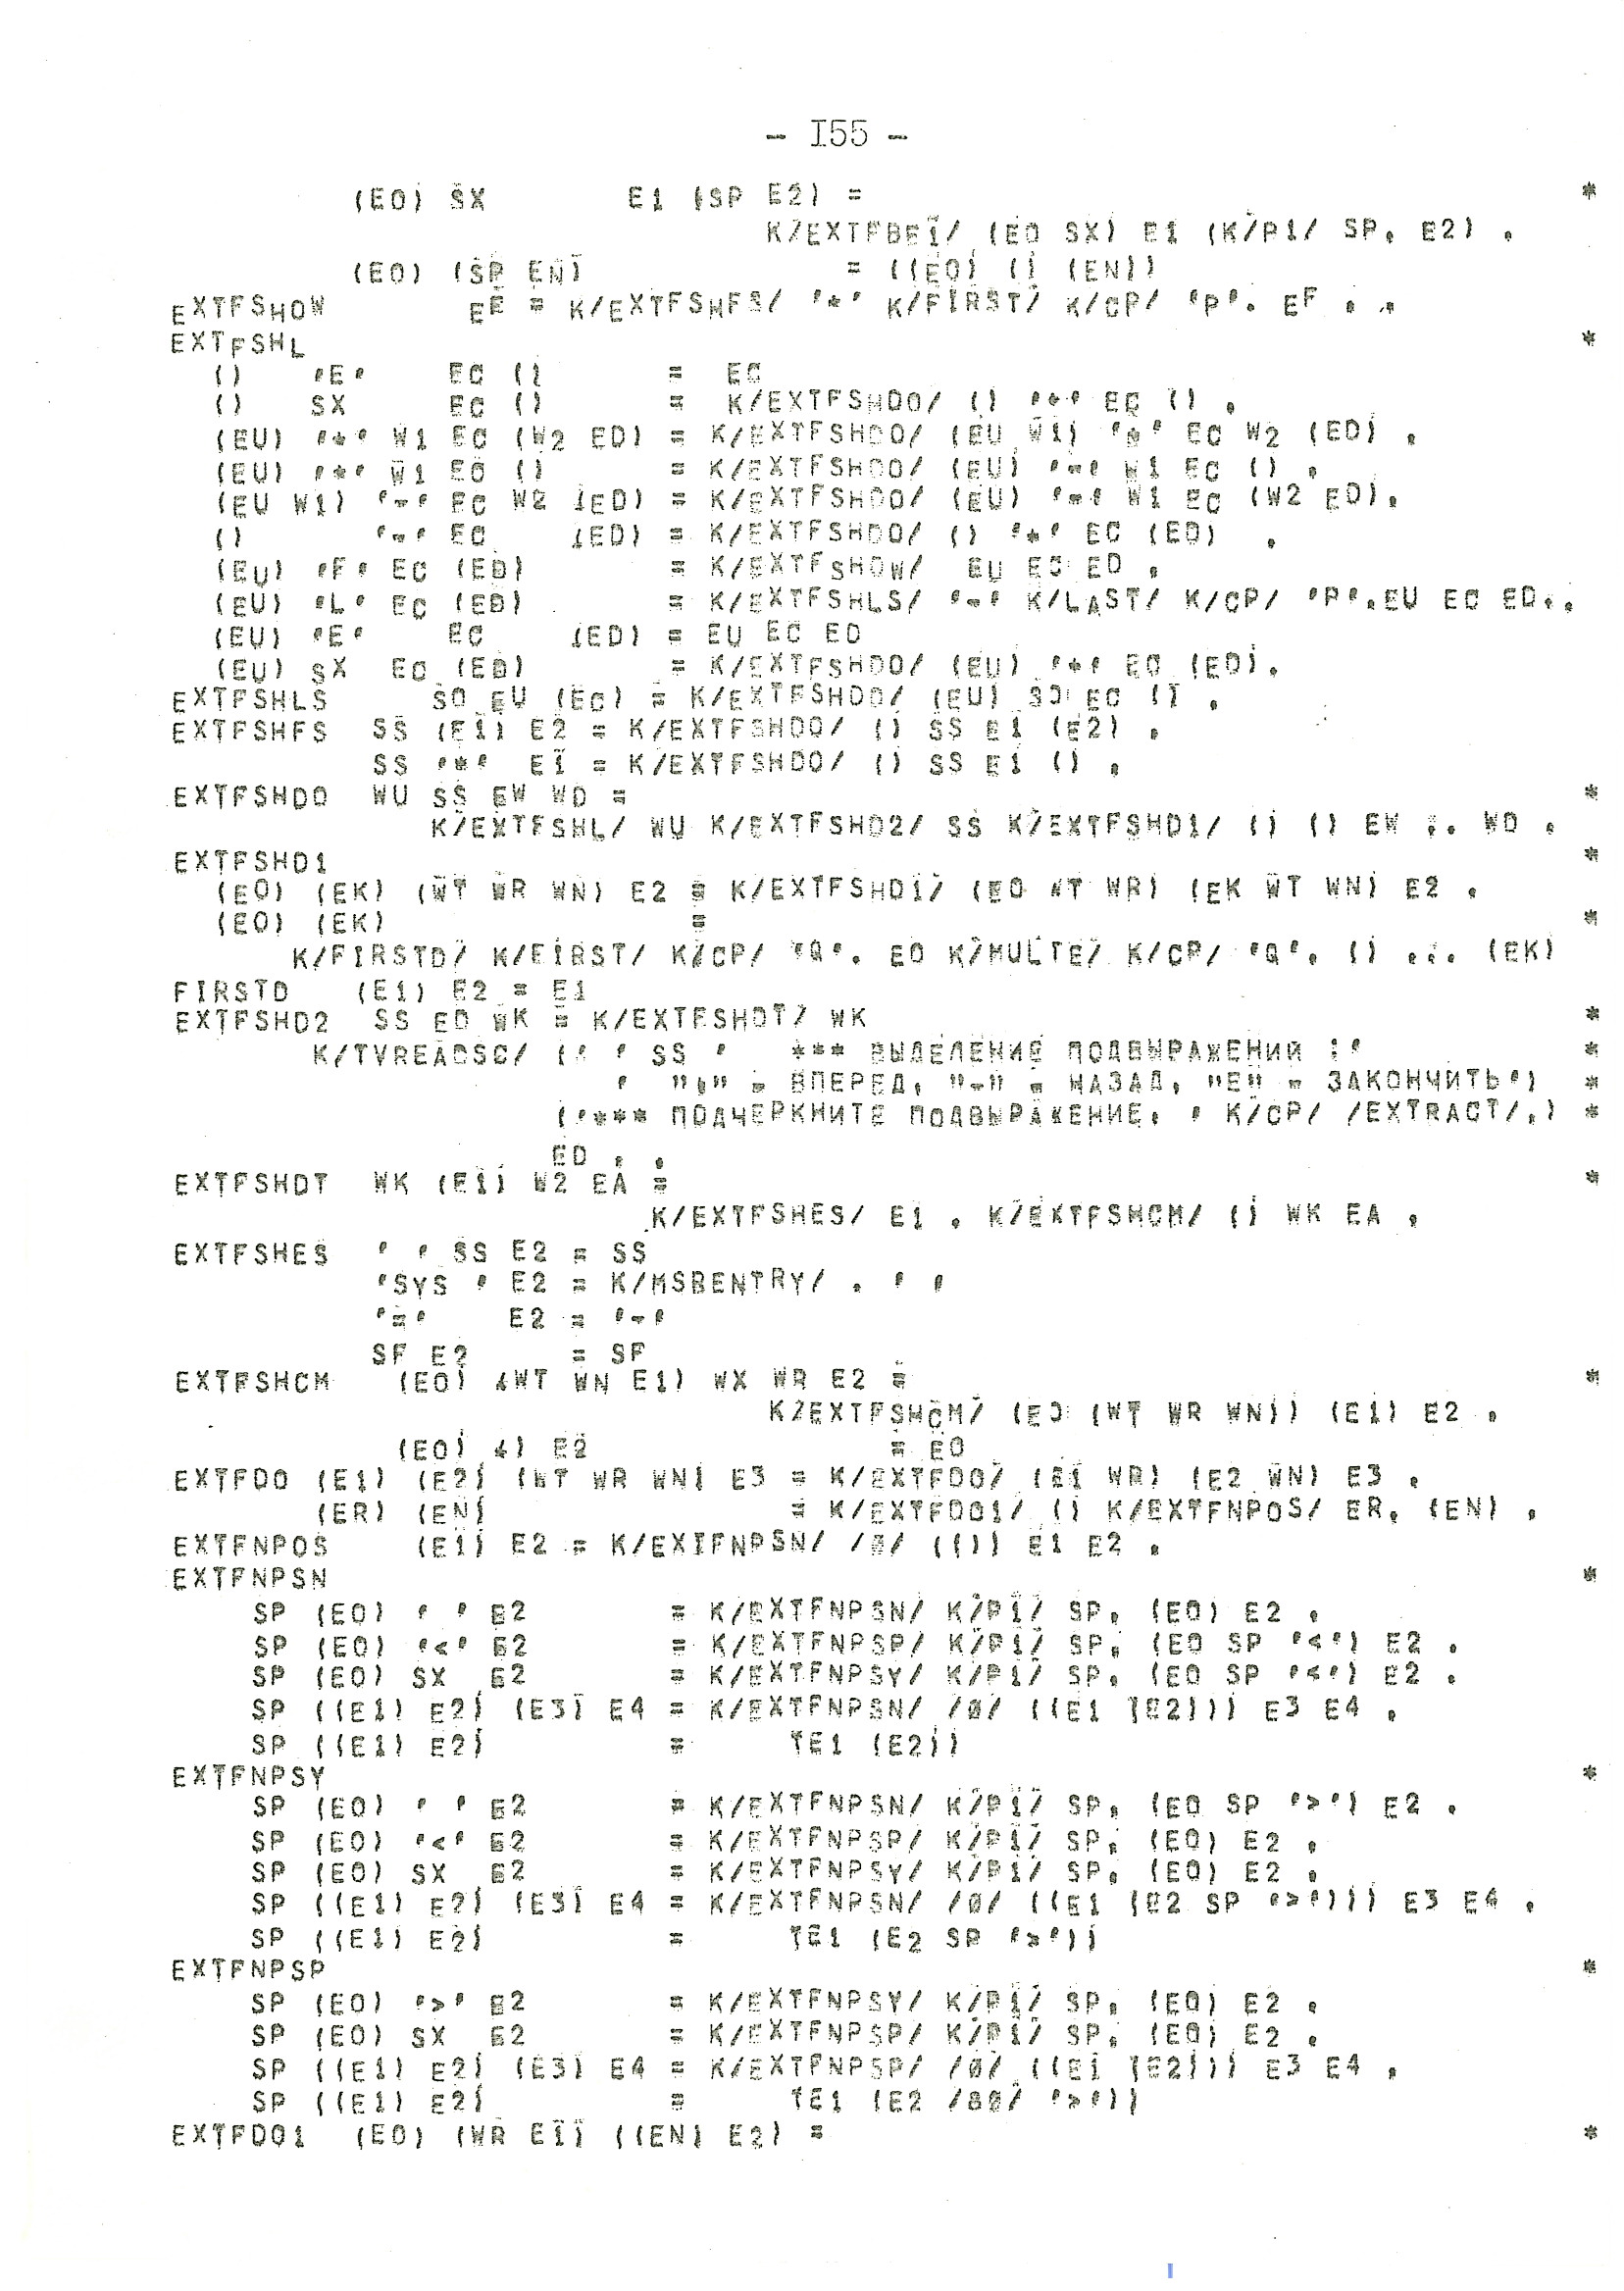 - I55 -
(EO) SX E1 (SP E2) = *
K/EXTFBE1/ (EO SX) E1 (K/P1/ SP. E2) .
(EO) (SP EN) = ((EO) () (EN))
EXTFSHOW EF = K/EXTFSHFS/ '*' K/FIRST/ K/CP/ 'P'. EF . .
EXTFSHL *
() 'E' EC () = EC
() SX EC () = K/EXTFSHDO/ () '*' EC () .
(EU) '+' W1 EC (W2 ED) = K/EXTFSHDO/ (EU W1) '+' EC W2 (ED) .
(EU) '+' W1 EC () = K/EXTFSHDO/ (EU) '-' W1 EC () .
(EU W1) '-' EC W2 (ED) = K/EXTFSHDO/ (EU) '-' W1 EC (W2 ED).
() '-' EC (ED) = K/EXTFSHDO/ () '+' EC (ED) .
(EU) 'F' EC (ED) = K/EXTFSHOW/ EU EC ED .
(EU) 'L' EC (ED) = K/EXTFSHLS/ '-' K/LAST/ K/CP/ 'P'.EU EC ED..
(EU) 'E' EC (ED) = EU EC ED
(EU) SX EC (ED) = K/EXTFSHDO/ (EU) '+' EC (ED).
EXTFSHLS SO EU (EC) = K/EXTFSHDO/ (EU) SO EC () .
EXTFSHFS SS (E1) E2 = K/EXTFSHDO/ () SS E1 (E2) .
SS '*' E1 = K/EXTFSHDO/ () SS E1 () .
EXTFSHDO WU SS EW WD = *
K/EXTFSHL/ WU K/EXTFSHD2/ SS K/EXTFSHD1/ () () EW .. WD .
EXTFSHD1 *
(EO) (EK) (WT WR WN) E2 = K/EXTFSHD1/ (EO WT WR) (EK WT WN) E2 .
(EO) (EK) = *
K/FIRSTD/ K/FIRST/ K/CP/ 'Q'. EO K/MULTE/ K/CP/ 'Q'. () ... (EK)
FIRSTD (E1) E2 = E1
EXTFSHD2 SS ED WK = K/EXTFSHDT/ WK *
K/TVREADSC/ (' ' SS ' *** ВЫДЕЛЕНИЕ ПОДВЫРАЖЕНИИ :' *
' "+" - ВПЕРЕД, "-" - НАЗАД, "E" - ЗАКОНЧИТЬ') *
('*** ПОДЧЕРКНИТЕ ПОДВЫРАЖЕНИЕ. ' K/CP/ /EXTRACT/.) *
ED . .
EXTFSHDT WK (E1) W2 EA = *
K/EXTFSHES/ E1 . K/EXTFSHCM/ () WK EA .
EXTFSHES ' ' SS E2 = SS
'SYS ' E2 = K/MSBENTRY/ . ' '
'=' E2 = '-'
SF E2 = SF
EXTFSHCM (EO) (WT WN E1) WX WR E2 = *
K/EXTFSHCM/ (EO (WT WR WN)) (E1) E2 .
(EO) () E2 = EO
EXTFDO (E1) (E2) (WT WR WN) E3 = K/EXTFDO/ (E1 WR) (E2 WN) E3 .
(ER) (EN) = K/EXTFDO1/ () K/EXTFNPOS/ ER. (EN) .
EXTFNPOS (E1) E2 = K/EXTFNPSN/ /0/ (()) E1 E2 .
EXTFNPSN *
SP (EO) ' ' E2 = K/EXTFNPSN/ K/P1/ SP. (EO) E2 .
SP (EO) '<' E2 = K/EXTFNPSP/ K/P1/ SP. (EO SP '<') E2 .
SP (EO) SX E2 = K/EXTFNPSY/ K/P1/ SP. (EO SP '<') E2 .
SP ((E1) E2) (E3) E4 = K/EXTFNPSN/ /0/ ((E1 (E2))) E3 E4 .
SP ((E1) E2) = (E1 (E2))
EXTFNPSY *
SP (EO) ' ' E2 = K/EXTFNPSN/ K/P1/ SP. (EO SP '>') E2 .
SP (EO) '<' E2 = K/EXTFNPSP/ K/P1/ SP. (EO) E2 .
SP (EO) SX E2 = K/EXTFNPSY/ K/P1/ SP. (EO) E2 .
SP ((E1) E2) (E3) E4 = K/EXTFNPSN/ /0/ ((E1 (E2 SP '>'))) E3 E4 .
SP ((E1) E2) = (E1 (E2 SP '>'))
EXTFNPSP *
SP (EO) '>' E2 = K/EXTFNPSY/ K/P1/ SP. (EO) E2 .
SP (EO) SX E2 = K/EXTFNPSP/ K/P1/ SP. (EO) E2 .
SP ((E1) E2) (E3) E4 = K/EXTFNPSP/ /0/ ((E1 (E2))) E3 E4 .
SP ((E1) E2) = (E1 (E2 /80/ '>'))
EXTFDO1 (EO) (WR E1) ((EN) E2) = *